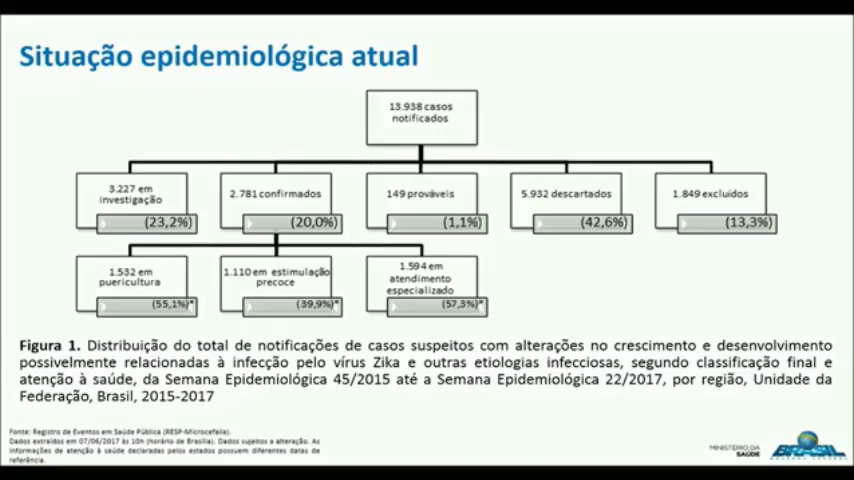 Situação epidemiológica atual
13.938 casos
notificados
3.227 em
investigação
(23,2%)
2.781 confirmados
(20,0%)
149 prováveis
(1,1%)
5.932 descartados
(42,6%)
1.849 excluídos
(13,3%)
1.532 em
puericultura
(55,1%)*
1.110 em estimulação
precoce
(39,9%)*
1.594 em
atendimento
especializado
(57,3%)*
Figura 1. Distribuição do total de notificações de casos suspeitos com alterações no crescimento e desenvolvimento
possivelmente relacionadas à infecção pelo vírus Zika e outras etiologias infecciosas, segundo classificação final e
atenção à saúde, da Semana Epidemiológica 45/2015 até a Semana Epidemiológica 22/2017, por região, Unidade da
Federação, Brasil, 2015-2017
Fonte: Registro de Eventos em Saúde Pública (RESP-Microcefalia).
Dados extraídos em 07/06/2017 às 10h (horário de Brasília). Dados sujeitos a alteração. As
informações de atenção à saúde declaradas pelos estados possuem diferentes datas de
referência.
MINISTÉRIO DA
SAÚDE
BRASIL